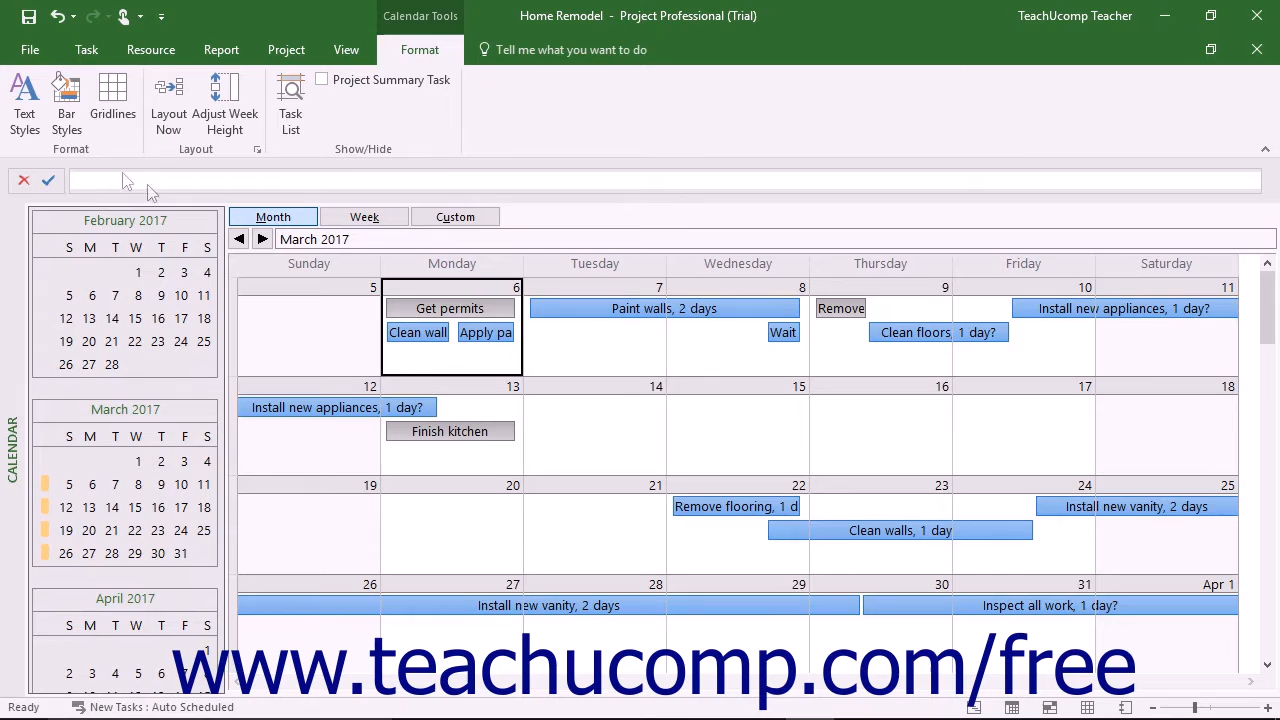 Calendar Tools
Home Remodel - Project Professional (Trial)
TeachUcomp Teacher
File Task Resource Report Project View Format Tell me what you want to do
Text Styles
Bar Styles
Gridlines
Layout Now
Adjust Week Height
Task List
Project Summary Task
Format Layout Show/Hide
CALENDAR
February 2017
S M T W T F S
1 2 3 4
5 6 7 8 9 10 11
12 13 14 15 16 17 18
19 20 21 22 23 24 25
26 27 28
March 2017
S M T W T F S
1 2 3 4
5 6 7 8 9 10 11
12 13 14 15 16 17 18
19 20 21 22 23 24 25
26 27 28 29 30 31
April 2017
S M T W T F S
1
2 3 4 5 6 7 8
Month Week Custom
March 2017
Sunday Monday Tuesday Wednesday Thursday Friday Saturday
5 6 7 8 9 10 11
Get permits Paint walls, 2 days Remove Install new appliances, 1 day?
Clean wall Apply pa Wait Clean floors, 1 day?
12 13 14 15 16 17 18
Install new appliances, 1 day?
Finish kitchen
19 20 21 22 23 24 25
Remove flooring, 1 d Install new vanity, 2 days
Clean walls, 1 day
26 27 28 29 30 31 Apr 1
Install new vanity, 2 days Inspect all work, 1 day?
www.teachucomp.com/free
Ready New Tasks : Auto Scheduled